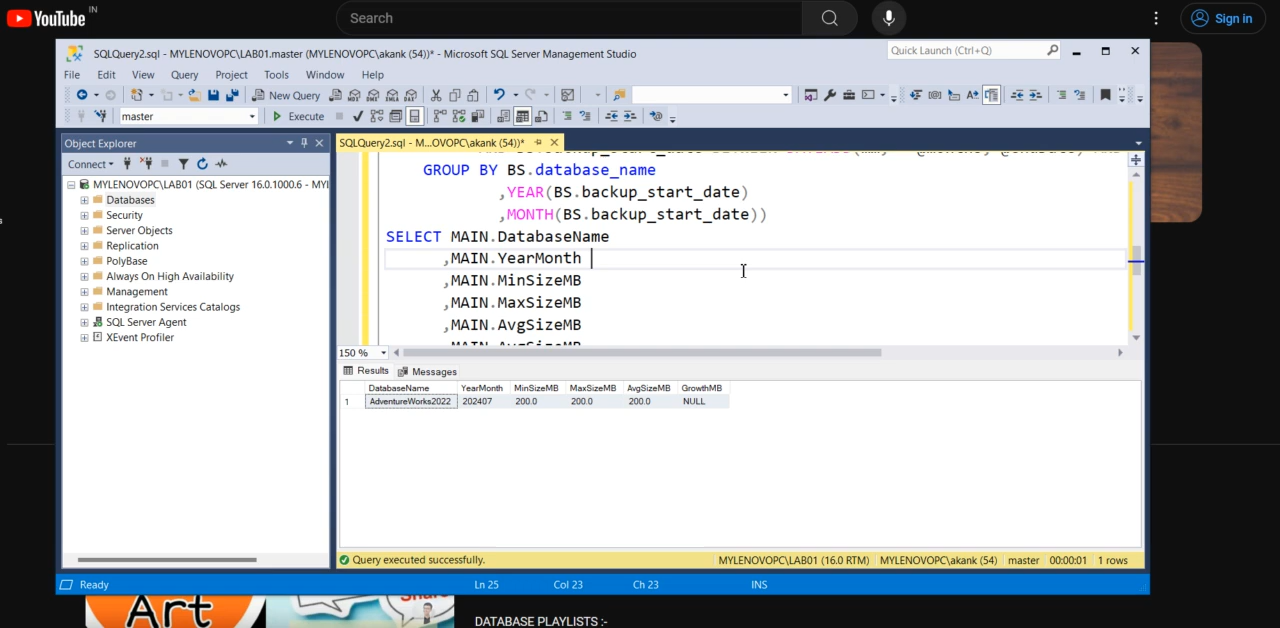 YouTube IN
Search
Sign in
SQLQuery2.sql - MYLENOVOPC\LAB01.master (MYLENOVOPC\akank (54))* - Microsoft SQL Server Management Studio
Quick Launch (Ctrl+Q)
File Edit View Query Project Tools Window Help
New Query
master
Execute
Object Explorer
SQLQuery2.sql - M...OVOPC\akank (54))*
Connect
MYLENOVOPC\LAB01 (SQL Server 16.0.1000.6 - MYI
Databases
Security
Server Objects
Replication
PolyBase
Always On High Availability
Management
Integration Services Catalogs
SQL Server Agent
XEvent Profiler
GROUP BY BS.database_name
,YEAR(BS.backup_start_date)
,MONTH(BS.backup_start_date))
SELECT MAIN.DatabaseName
,MAIN.YearMonth
,MAIN.MinSizeMB
,MAIN.MaxSizeMB
,MAIN.AvgSizeMB
150 %
Results Messages
DatabaseName YearMonth MinSizeMB MaxSizeMB AvgSizeMB GrowthMB
1 AdventureWorks2022 202407 200.0 200.0 200.0 NULL
Query executed successfully.
MYLENOVOPC\LAB01 (16.0 RTM) MYLENOVOPC\akank (54) master 00:00:01 1 rows
Ready
Ln 25 Col 23 Ch 23 INS
Art
DATABASE PLAYLISTS :-